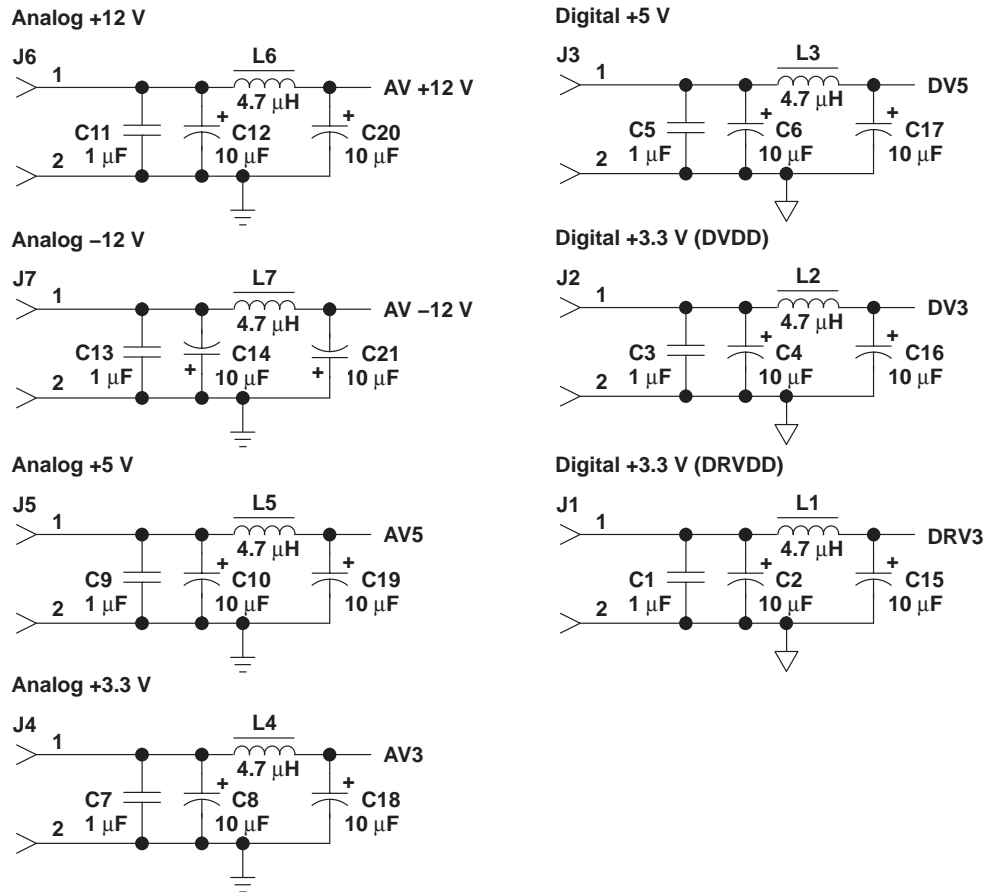 Analog +12 V
J6
1
L6
4.7 μH
AV +12 V
C11
1 μF
+
C12
10 μF
+
C20
10 μF
2
Analog –12 V
J7
1
L7
4.7 μH
AV –12 V
C13
1 μF
+
C14
10 μF
+
C21
10 μF
2
Analog +5 V
J5
1
L5
4.7 μH
AV5
C9
1 μF
+
C10
10 μF
+
C19
10 μF
2
Analog +3.3 V
J4
1
L4
4.7 μH
AV3
C7
1 μF
+
C8
10 μF
+
C18
10 μF
2
Digital +5 V
J3
1
L3
4.7 μH
DV5
C5
1 μF
+
C6
10 μF
+
C17
10 μF
2
Digital +3.3 V (DVDD)
J2
1
L2
4.7 μH
DV3
C3
1 μF
+
C4
10 μF
+
C16
10 μF
2
Digital +3.3 V (DRVDD)
J1
1
L1
4.7 μH
DRV3
C1
1 μF
+
C2
10 μF
+
C15
10 μF
2